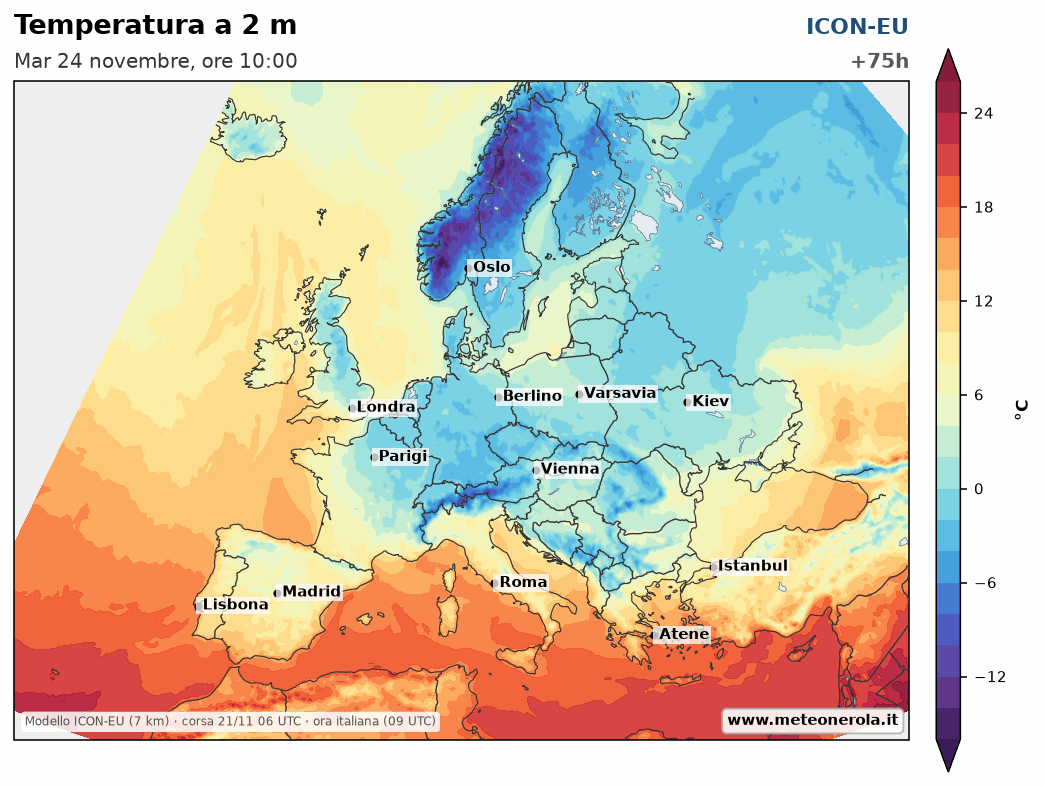 Temperatura a 2 m
ICON-EU
Mar 24 novembre, ore 10:00
+75h
24
18
12
6
0
−6
−12
°C
Oslo
Berlino
Varsavia
Kiev
Londra
Parigi
Vienna
Istanbul
Roma
Madrid
Lisbona
Atene
Modello ICON-EU (7 km) · corsa 21/11 06 UTC · ora italiana (09 UTC)
www.meteonerola.it